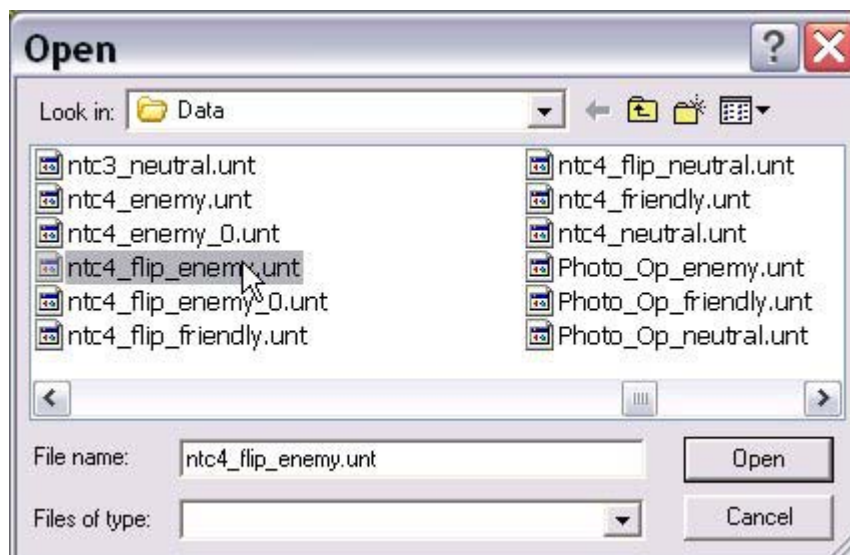 Open
Look in: Data
ntc3_neutral.unt
ntc4_enemy.unt
ntc4_enemy_0.unt
ntc4_flip_enemy.unt
ntc4_flip_enemy_0.unt
ntc4_flip_friendly.unt
ntc4_flip_neutral.unt
ntc4_friendly.unt
ntc4_neutral.unt
Photo_Op_enemy.unt
Photo_Op_friendly.unt
Photo_Op_neutral.unt
File name: ntc4_flip_enemy.unt Open
Files of type: Cancel